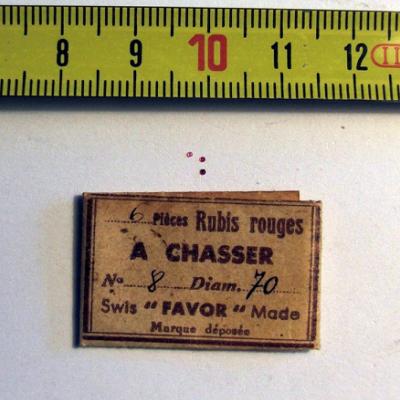 8 9 10 11 12 II
6 Pièces Rubis rouges
A CHASSER
No 8 Diam. 70
Swis "FAVOR" Made
Marque déposée